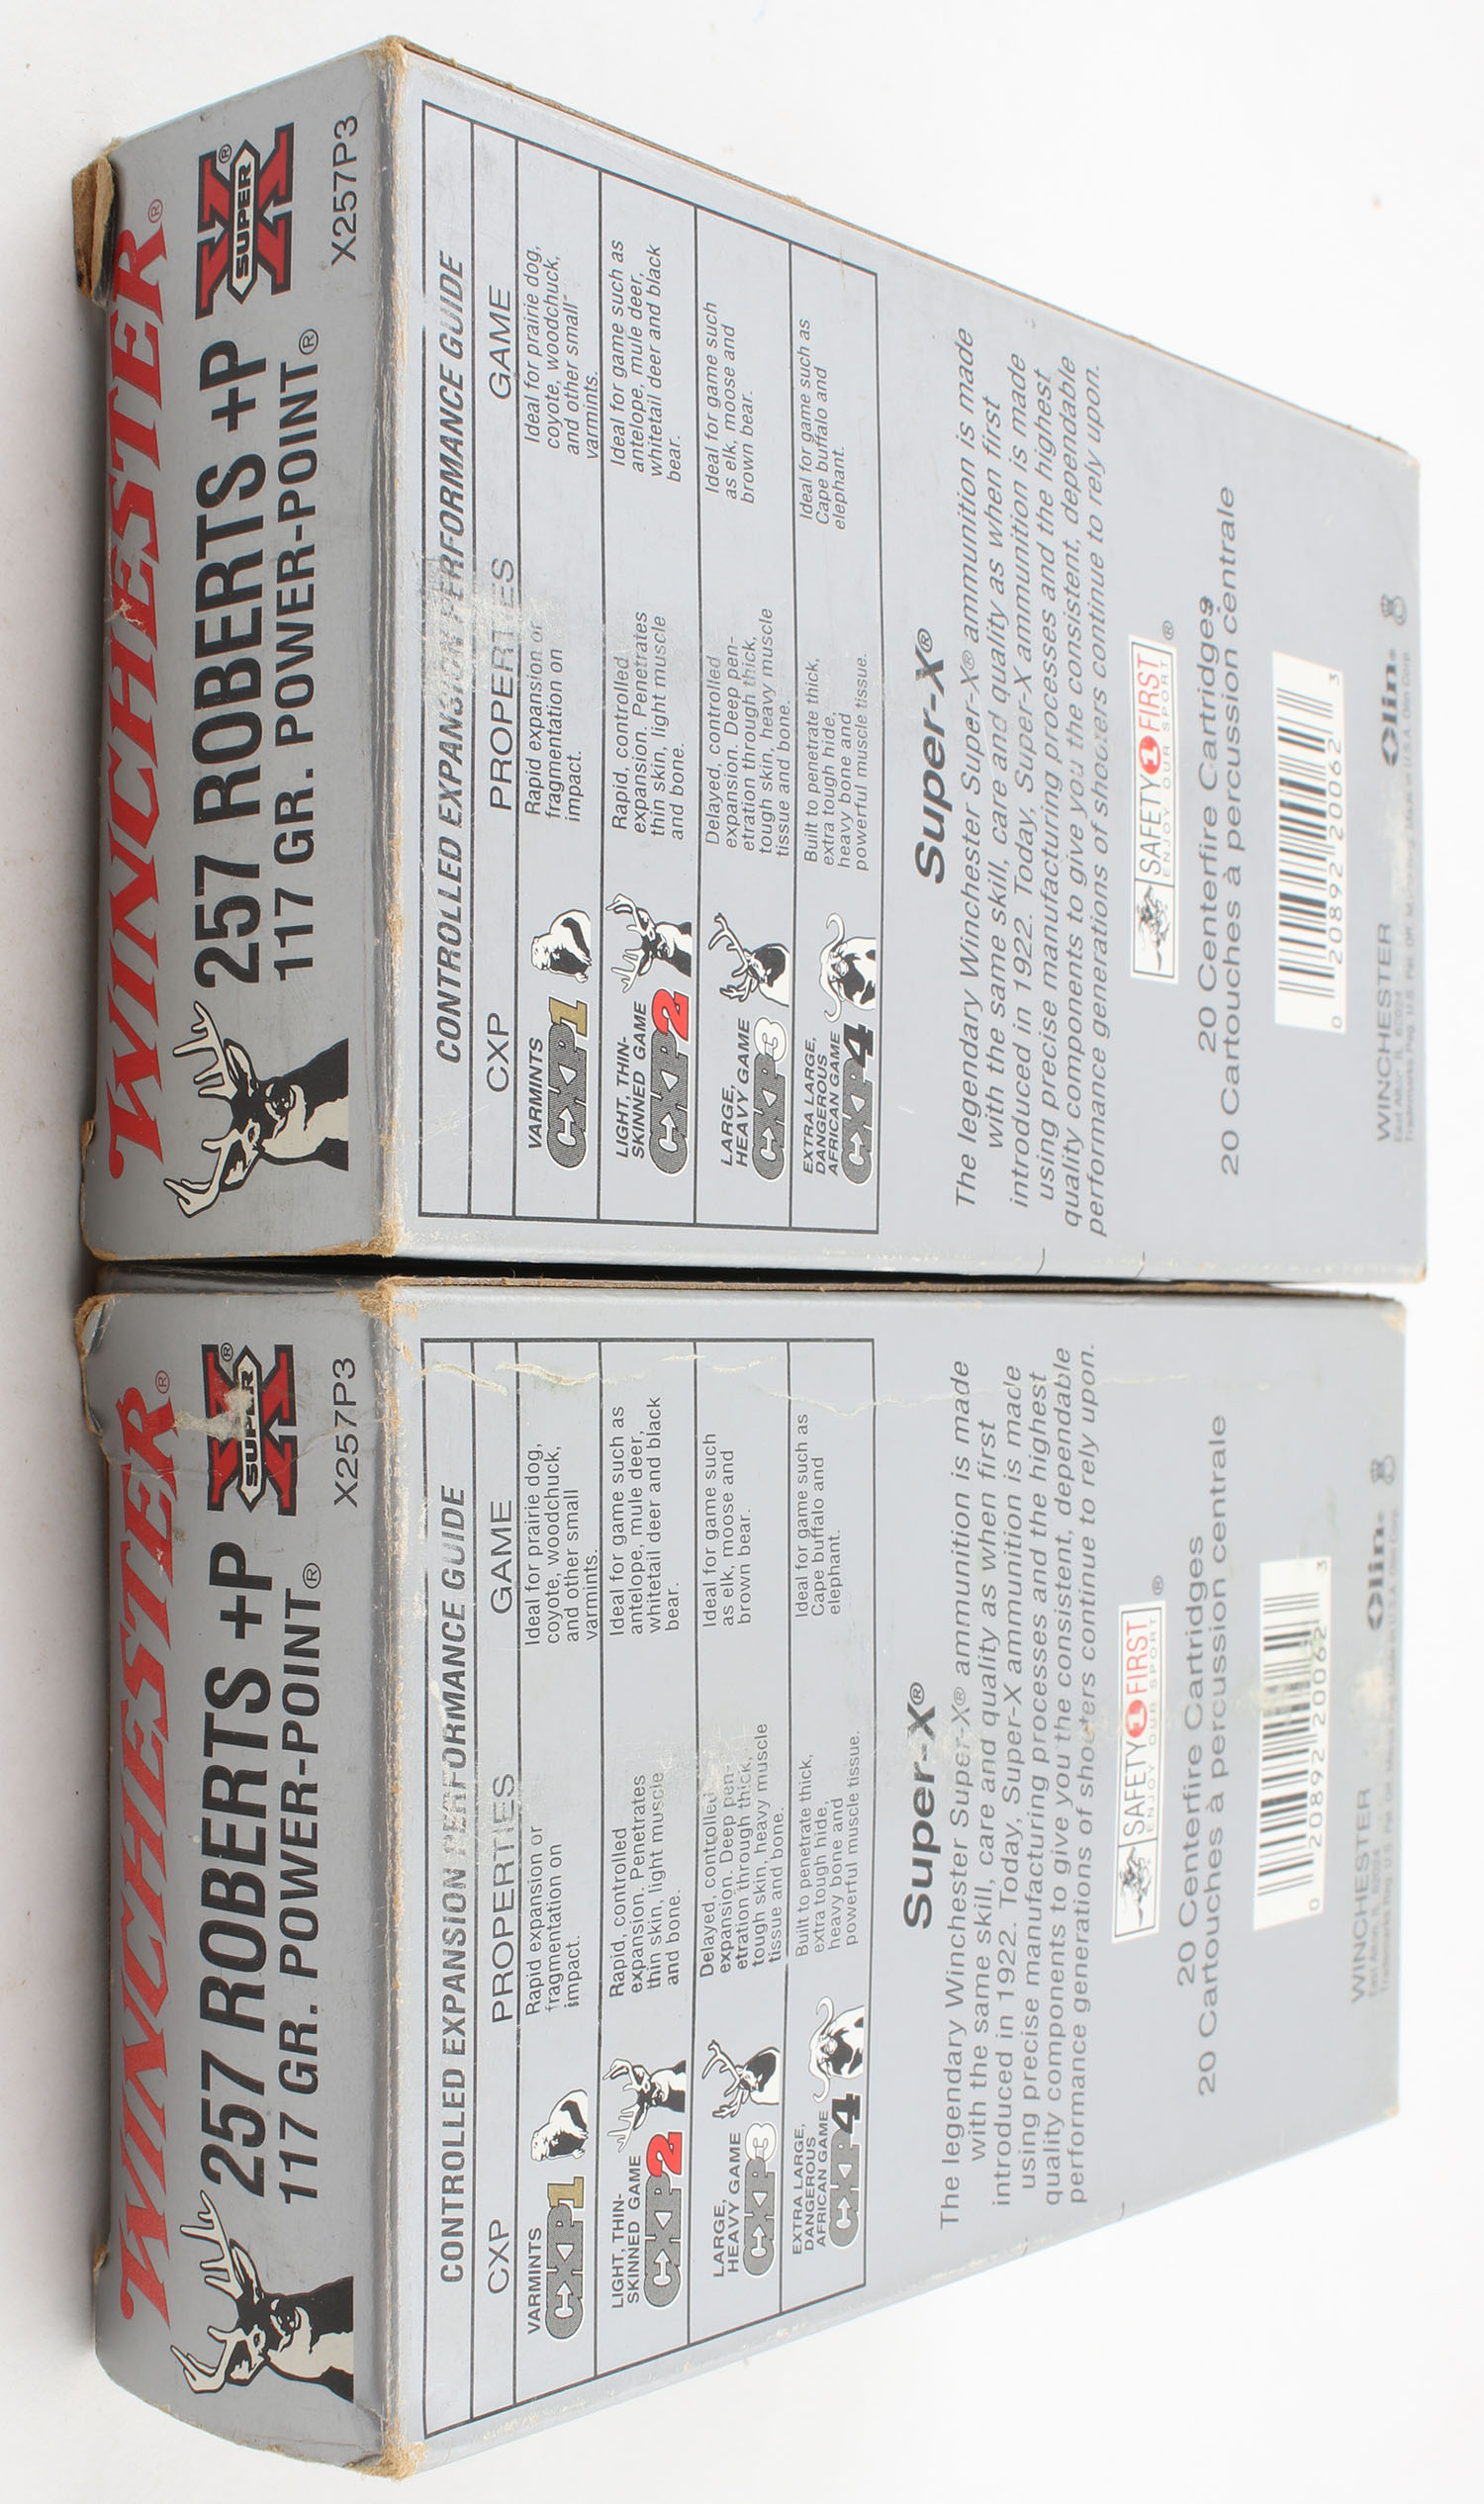 WINCHESTER®
257 ROBERTS +P
117 GR. POWER-POINT®
SUPER X®
X257P3
CONTROLLED EXPANSION PERFORMANCE GUIDE
CXP PROPERTIES GAME
VARMINTS
CXP1
Rapid expansion or
fragmentation on
impact.
Ideal for prairie dog,
coyote, woodchuck,
and other small
varmints.
LIGHT, THIN-
SKINNED GAME
CXP2
Rapid, controlled
expansion. Penetrates
thin skin, light muscle
and bone.
Ideal for game such as
antelope, mule deer,
whitetail deer and black
bear.
LARGE,
HEAVY GAME
CXP3
Delayed, controlled
expansion. Deep pen-
etration through thick,
tough skin, heavy muscle
tissue and bone.
Ideal for game such
as elk, moose and
brown bear.
EXTRA LARGE,
DANGEROUS
AFRICAN GAME
CXP4
Built to penetrate thick,
extra tough hide,
heavy bone and
powerful muscle tissue.
Ideal for game such as
Cape buffalo and
elephant.
Super-X®
The legendary Winchester Super-X® ammunition is made
with the same skill, care and quality as when first
introduced in 1922. Today, Super-X ammunition is made
using precise manufacturing processes and the highest
quality components to give you the consistent, dependable
performance generations of shooters continue to rely upon.
SAFETY 1 FIRST®
ENJOY OUR SPORT
20 Centerfire Cartridges
20 Cartouches à percussion centrale
0 20892 20062 3
WINCHESTER
Olin®
WINCHESTER®
257 ROBERTS +P
117 GR. POWER-POINT®
SUPER X®
X257P3
CONTROLLED EXPANSION PERFORMANCE GUIDE
CXP PROPERTIES GAME
VARMINTS
CXP1
Rapid expansion or
fragmentation on
impact.
Ideal for prairie dog,
coyote, woodchuck,
and other small
varmints.
LIGHT, THIN-
SKINNED GAME
CXP2
Rapid, controlled
expansion. Penetrates
thin skin, light muscle
and bone.
Ideal for game such as
antelope, mule deer,
whitetail deer and black
bear.
LARGE,
HEAVY GAME
CXP3
Delayed, controlled
expansion. Deep pen-
etration through thick,
tough skin, heavy muscle
tissue and bone.
Ideal for game such
as elk, moose and
brown bear.
EXTRA LARGE,
DANGEROUS
AFRICAN GAME
CXP4
Built to penetrate thick,
extra tough hide,
heavy bone and
powerful muscle tissue.
Ideal for game such as
Cape buffalo and
elephant.
Super-X®
The legendary Winchester Super-X® ammunition is made
with the same skill, care and quality as when first
introduced in 1922. Today, Super-X ammunition is made
using precise manufacturing processes and the highest
quality components to give you the consistent, dependable
performance generations of shooters continue to rely upon.
SAFETY 1 FIRST®
ENJOY OUR SPORT
20 Centerfire Cartridges
20 Cartouches à percussion centrale
0 20892 20062 3
WINCHESTER
Olin®